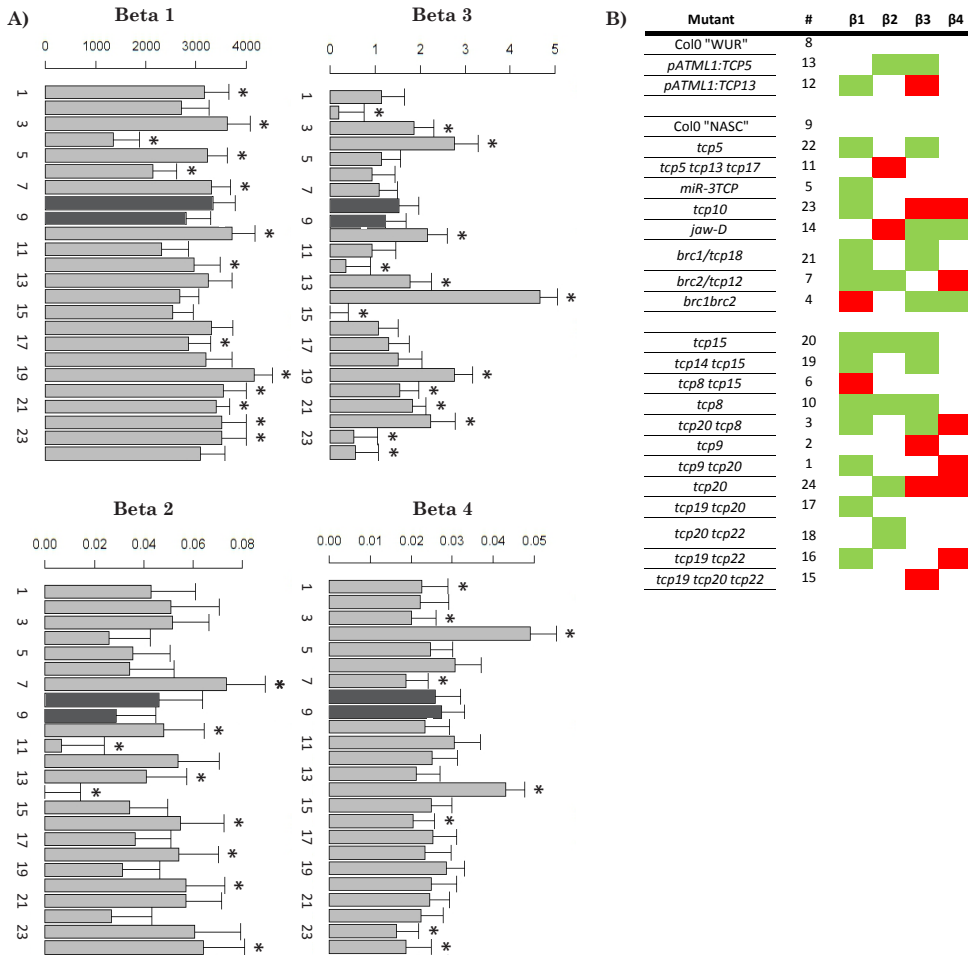 A)
Beta 1
0 1000 2000 3000 4000
1
*
3
*
*
5
*
*
7
*
9
*
11
*
13
15
17
*
19
*
*
21
*
*
23
*
Beta 3
0 1 2 3 4 5
1
*
3
*
*
5
7
9
*
11
*
13
*
*
15
*
17
19
*
*
21
*
*
23
*
*
Beta 2
0.00 0.02 0.04 0.06 0.08
1
3
5
7
*
9
*
11
*
13
*
*
15
*
17
*
19
*
21
23
*
Beta 4
0.00 0.01 0.02 0.03 0.04 0.05
1
*
3
*
*
5
7
*
9
11
13
*
15
*
17
19
21
23
*
*
B)
Mutant # β1 β2 β3 β4
Col0 "WUR" 8
pATML1:TCP5 13
pATML1:TCP13 12
Col0 "NASC" 9
tcp5 22
tcp5 tcp13 tcp17 11
miR-3TCP 5
tcp10 23
jaw-D 14
brc1/tcp18 21
brc2/tcp12 7
brc1brc2 4
tcp15 20
tcp14 tcp15 19
tcp8 tcp15 6
tcp8 10
tcp20 tcp8 3
tcp9 2
tcp9 tcp20 1
tcp20 24
tcp19 tcp20 17
tcp20 tcp22 18
tcp19 tcp22 16
tcp19 tcp20 tcp22 15